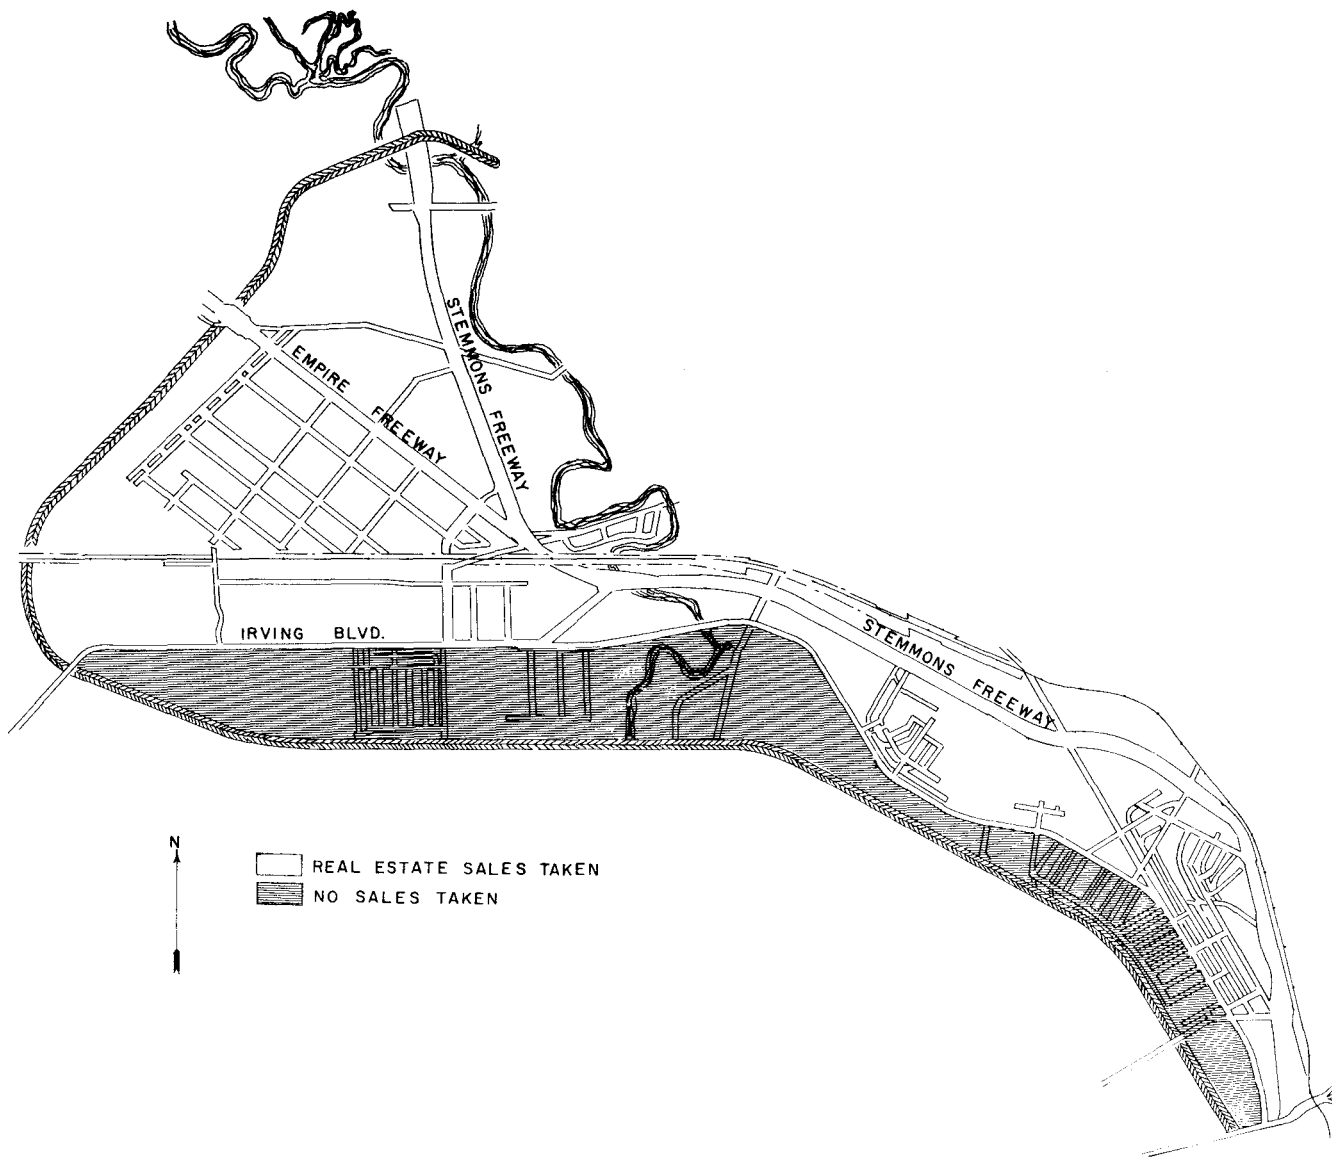 STEMMONS FREEWAY
EMPIRE FREEWAY
IRVING BLVD.
STEMMONS FREEWAY
N
REAL ESTATE SALES TAKEN
NO SALES TAKEN